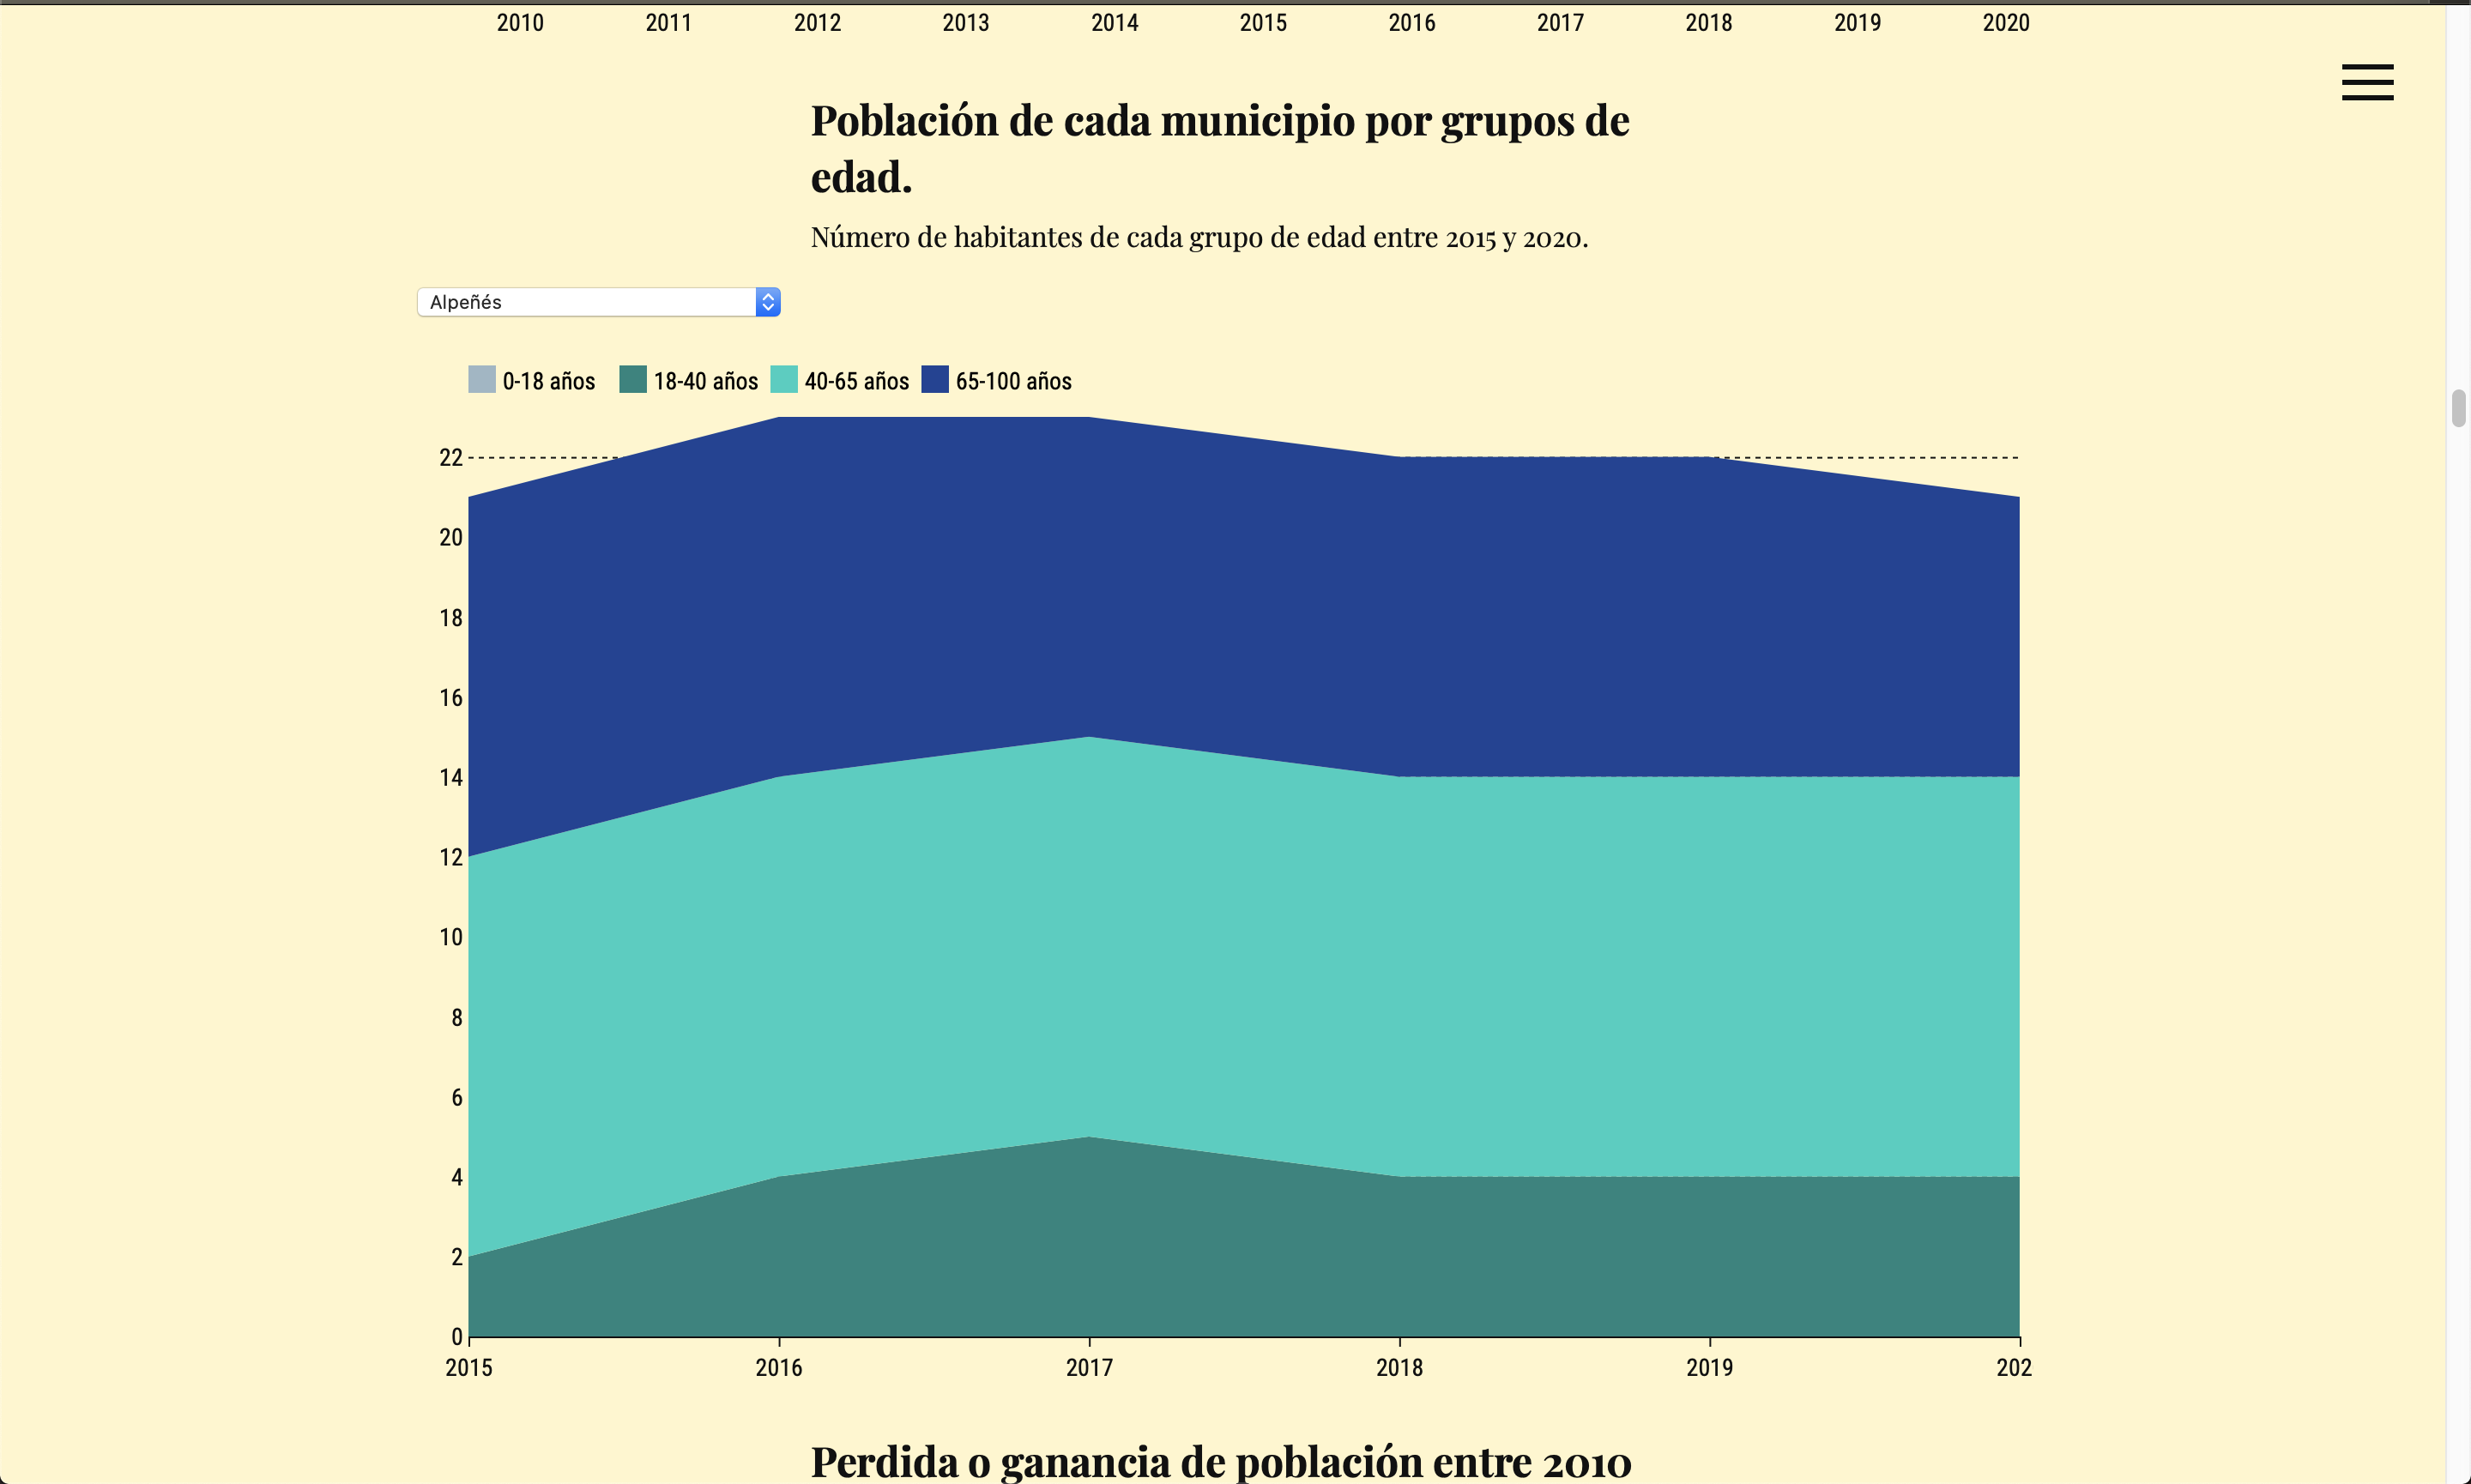 2010 2011 2012 2013 2014 2015 2016 2017 2018 2019 2020
Población de cada municipio por grupos de
edad.
Número de habitantes de cada grupo de edad entre 2015 y 2020.
Alpeñés
0-18 años 18-40 años 40-65 años 65-100 años
22
20
18
16
14
12
10
8
6
4
2
0
2015 2016 2017 2018 2019 202
Perdida o ganancia de población entre 2010